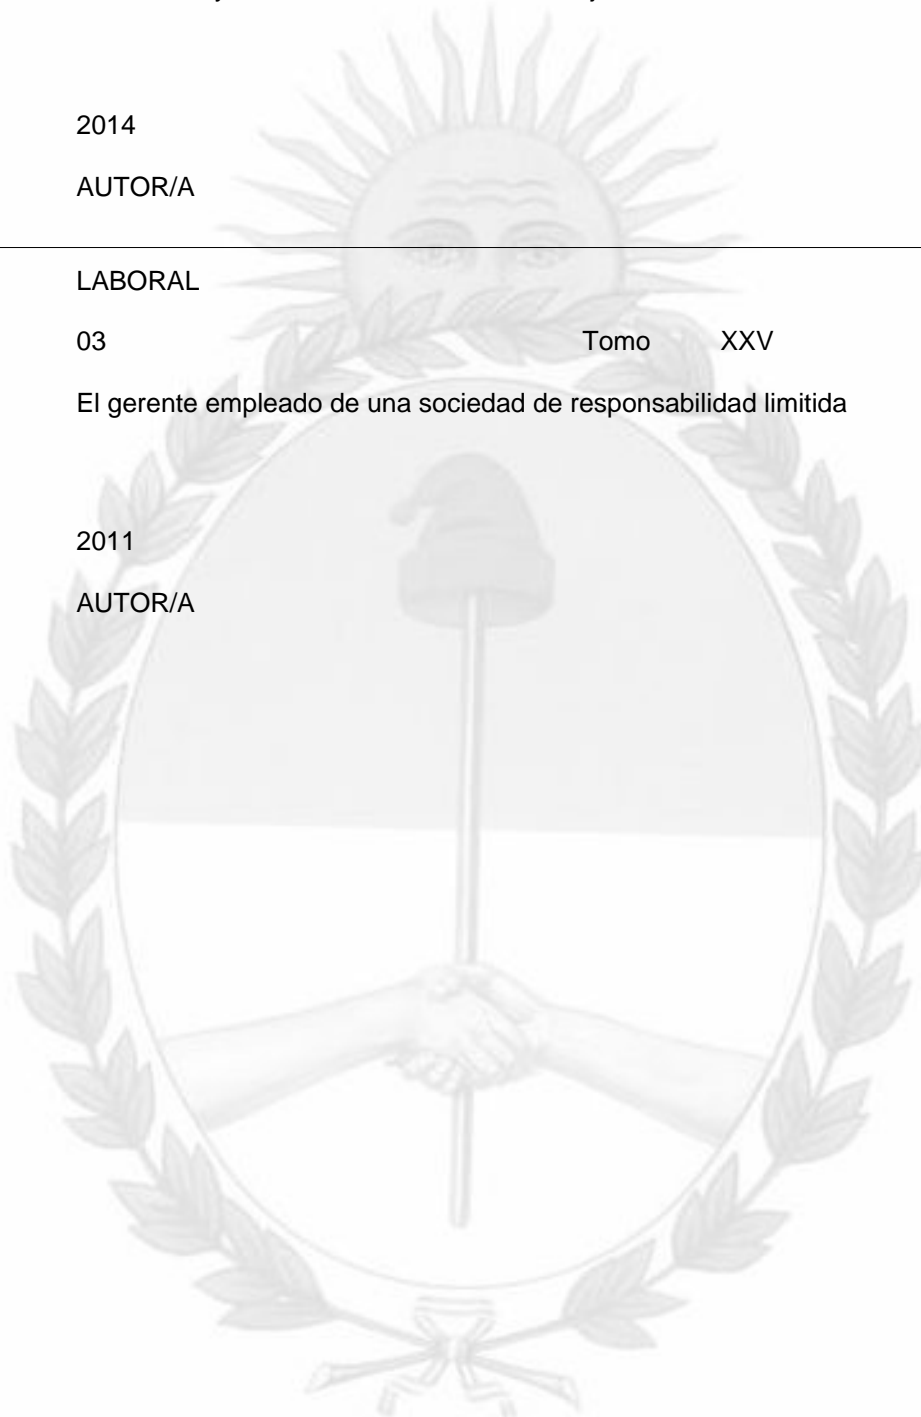 2014
AUTOR/A
LABORAL
03 Tomo XXV
El gerente empleado de una sociedad de responsabilidad limitida
2011
AUTOR/A